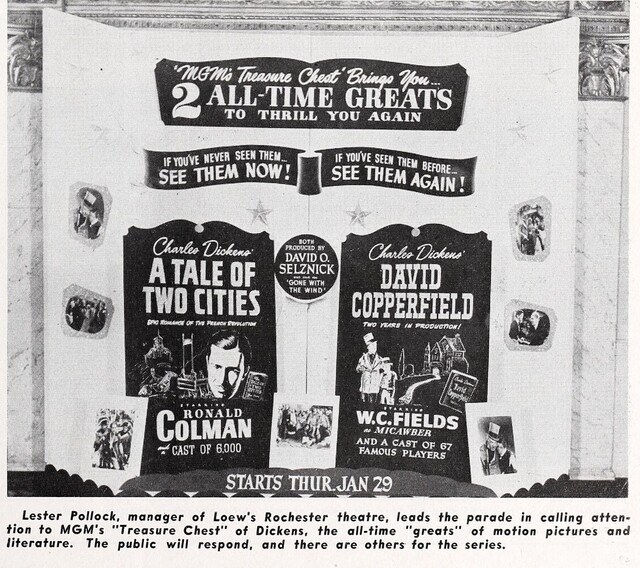 "MGM's Treasure Chest" Brings You...
2 ALL-TIME GREATS
TO THRILL YOU AGAIN
IF YOU'VE NEVER SEEN THEM...
SEE THEM NOW!
IF YOU'VE SEEN THEM BEFORE...
SEE THEM AGAIN!
Charles Dickens'
A TALE OF
TWO CITIES
EPIC ROMANCE OF THE FRENCH REVOLUTION
STARRING
RONALD
COLMAN
and a CAST OF 6,000
BOTH
PRODUCED BY
DAVID O.
SELZNICK
"GONE WITH
THE WIND"
Charles Dickens'
DAVID
COPPERFIELD
TWO YEARS IN PRODUCTION!
David
Copperfield
STARRING
W.C. FIELDS
as MICAWBER
AND A CAST OF 67
FAMOUS PLAYERS
STARTS THUR. JAN 29
Lester Pollock, manager of Loew's Rochester theatre, leads the parade in calling atten-
tion to MGM's "Treasure Chest" of Dickens, the all-time "greats" of motion pictures and
literature. The public will respond, and there are others for the series.